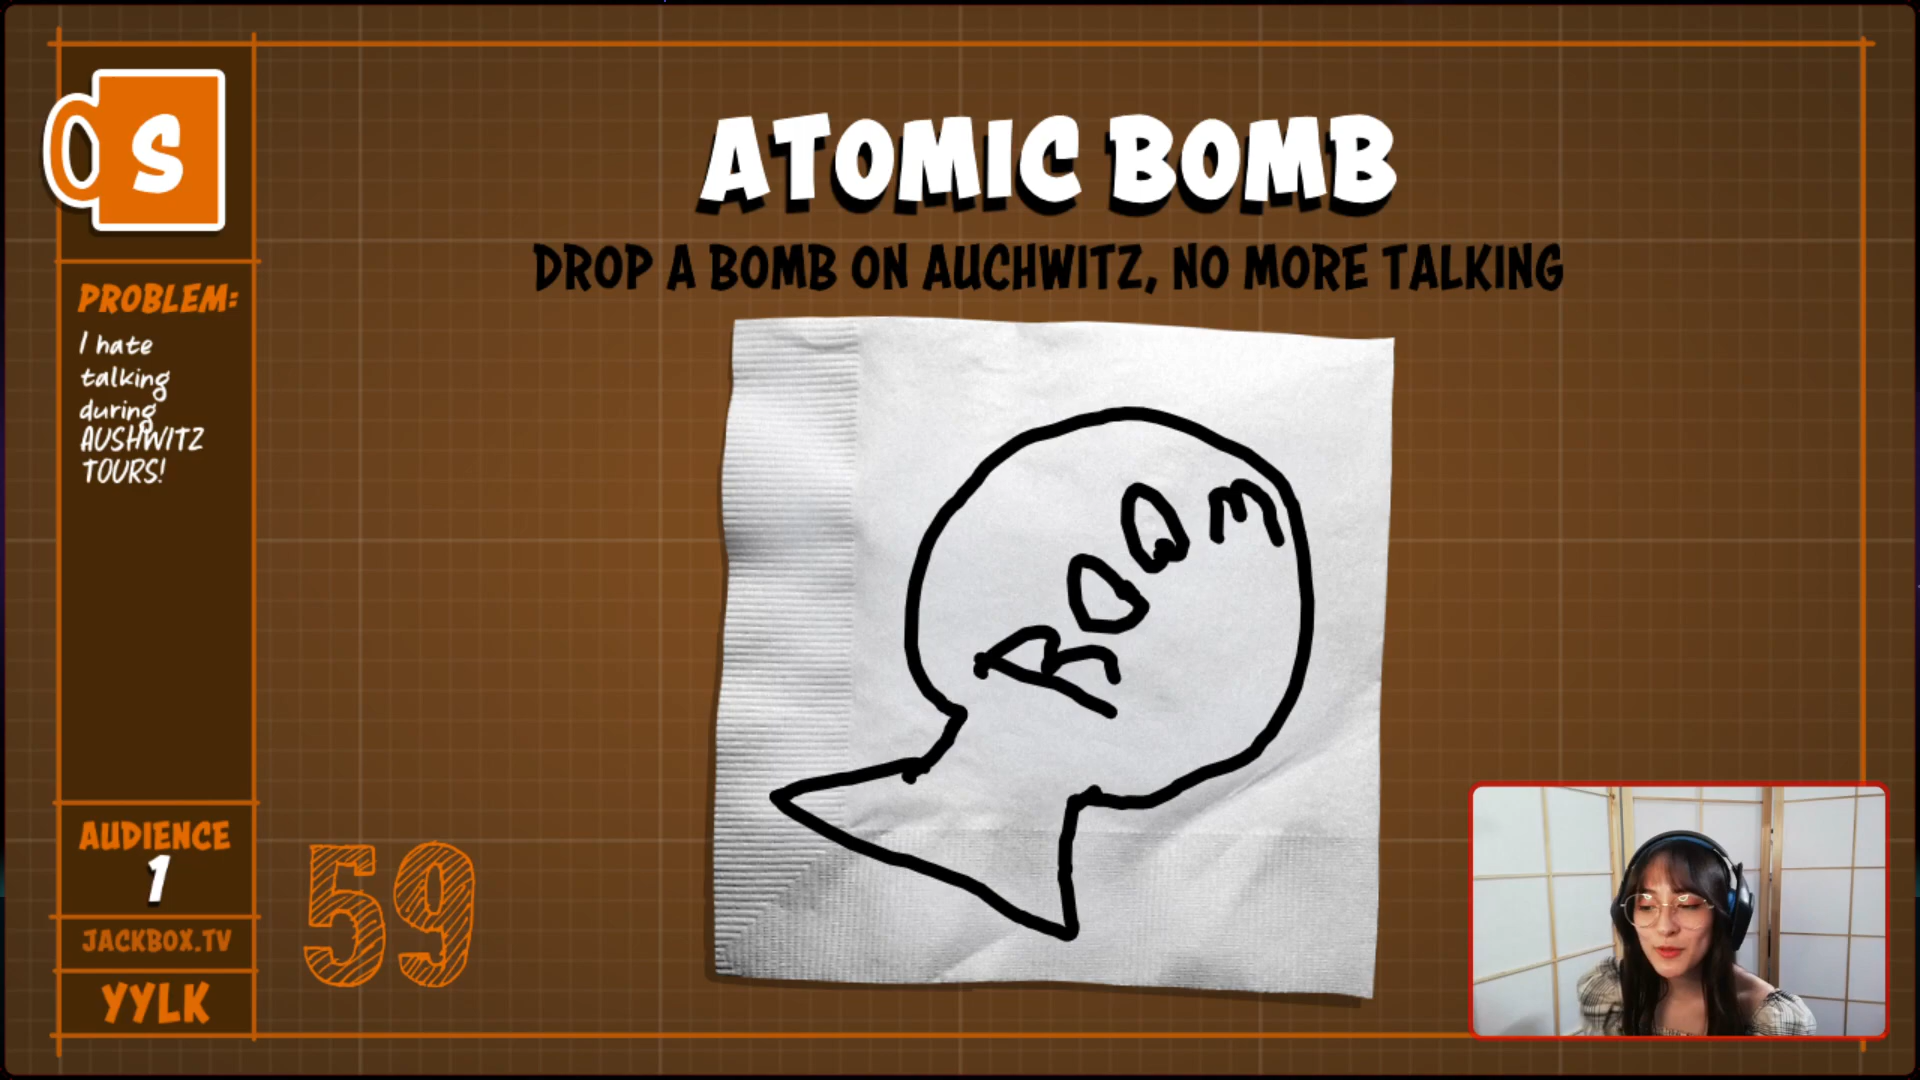 S
ATOMIC BOMB
DROP A BOMB ON AUCHWITZ, NO MORE TALKING
PROBLEM:
I hate
talking
during
AUSHWITZ
TOURS!
BOOM
AUDIENCE
1
JACKBOX.TV
YYLK
59